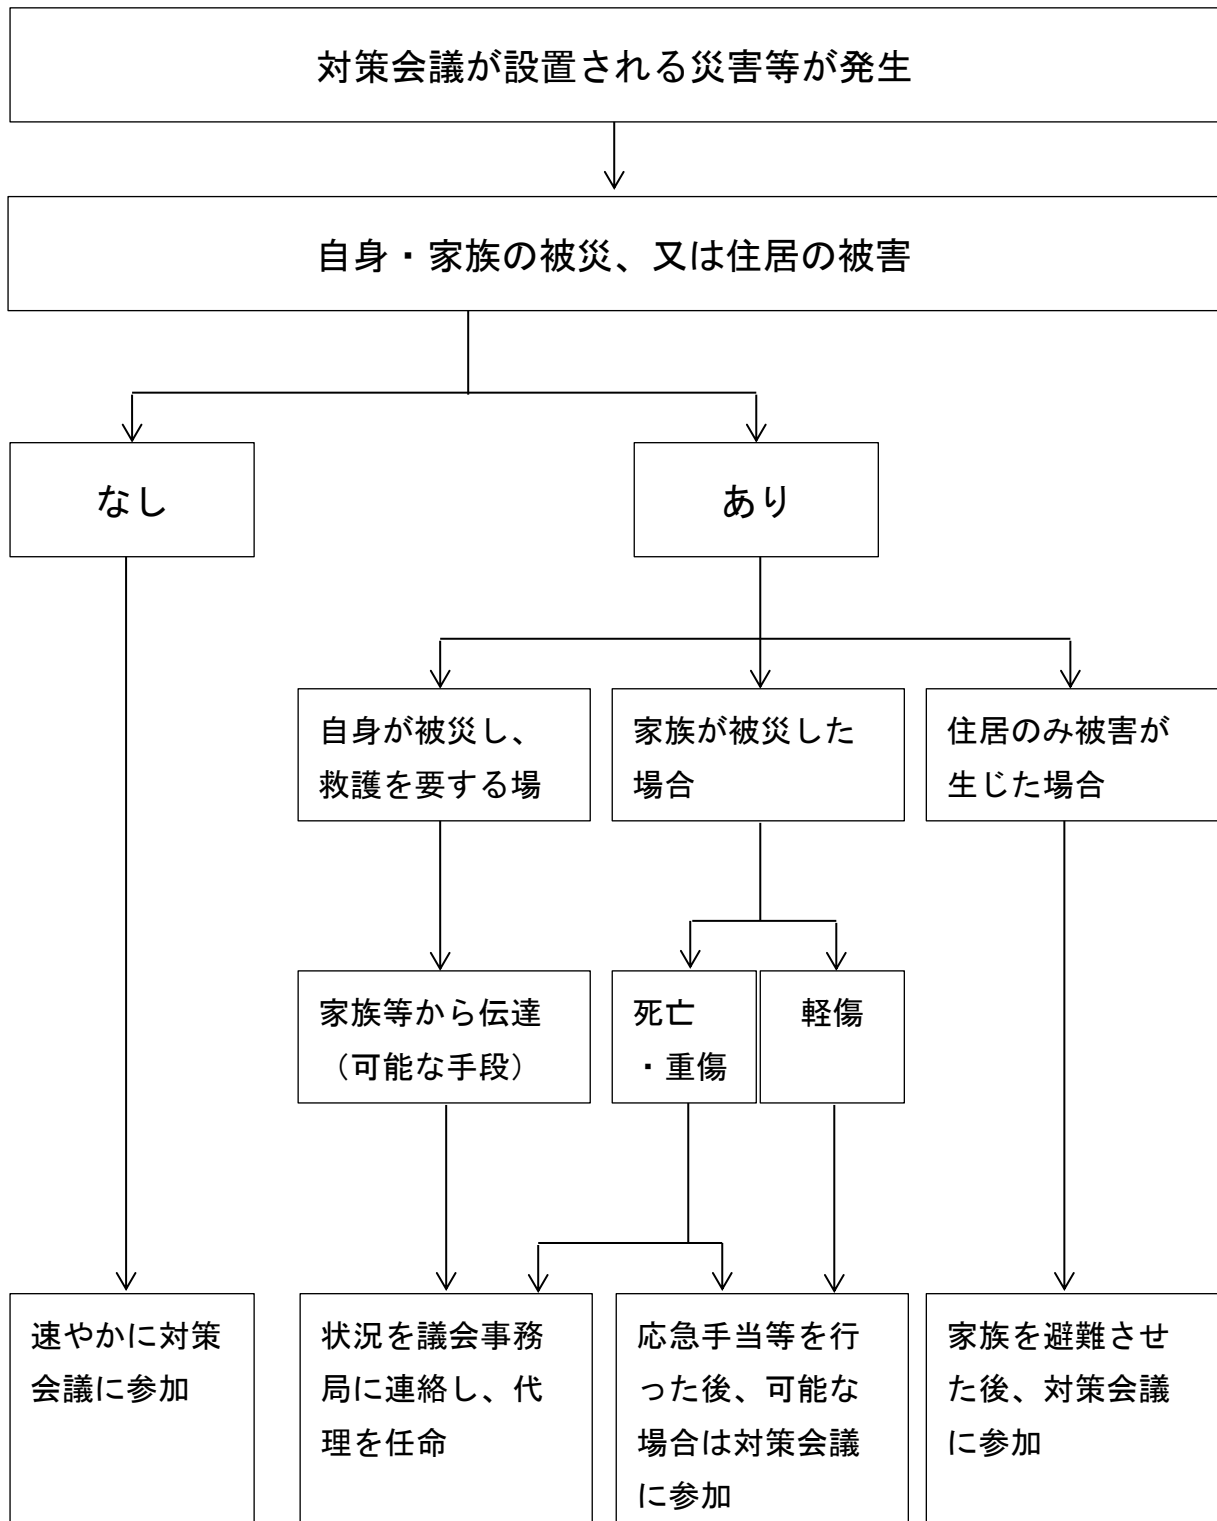 対策会議が設置される災害等が発生
自身・家族の被災、又は住居の被害
なし
あり
自身が被災し、
救護を要する場
家族が被災した
場合
住居のみ被害が
生じた場合
家族等から伝達
（可能な手段）
死亡
・重傷
軽傷
速やかに対策
会議に参加
状況を議会事務
局に連絡し、代
理を任命
応急手当等を行
った後、可能な
場合は対策会議
に参加
家族を避難させ
た後、対策会議
に参加